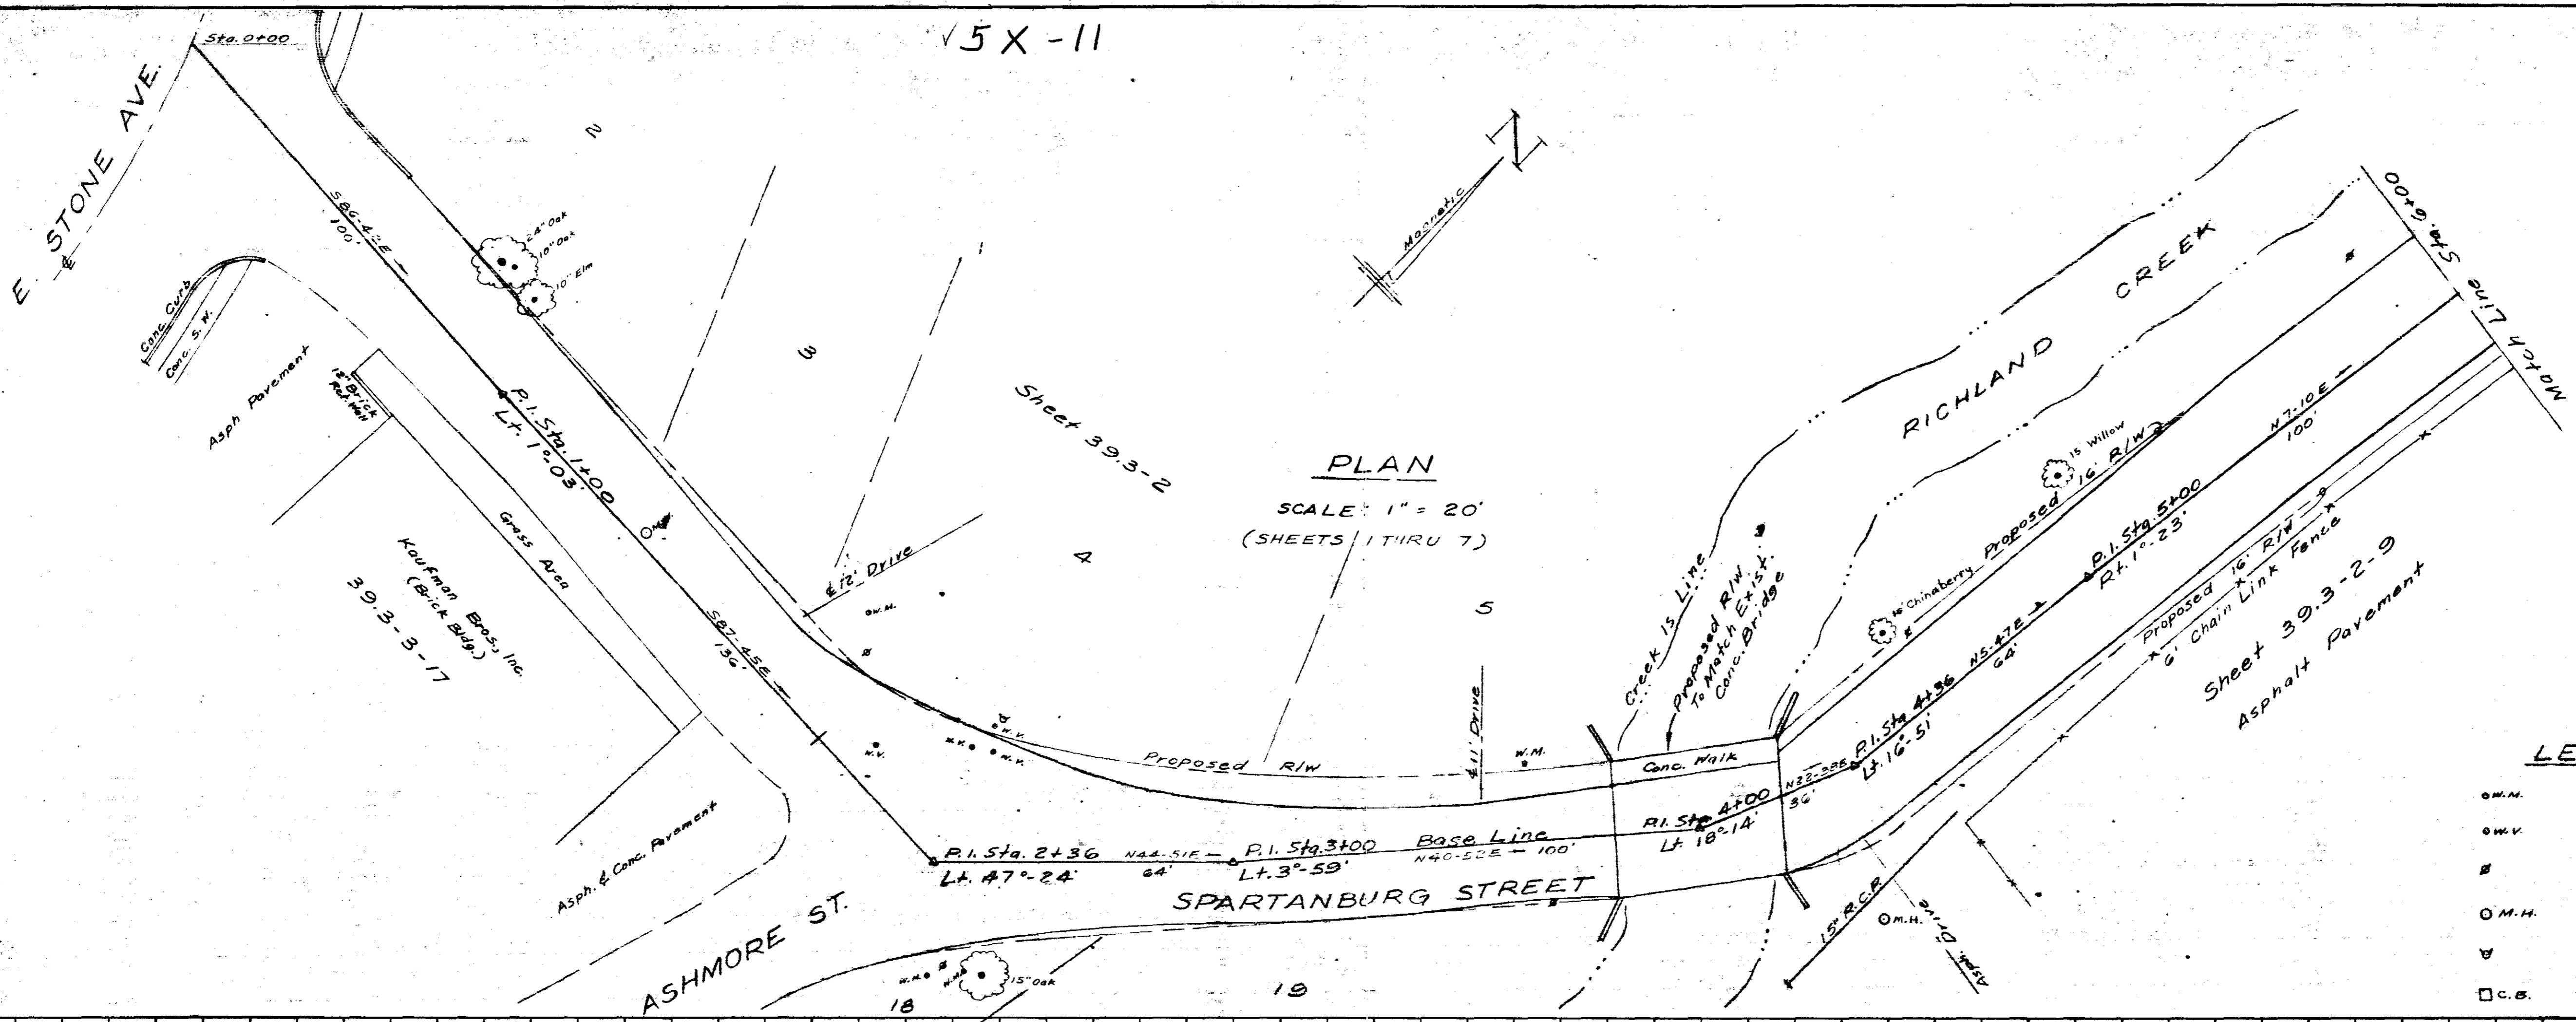 √5X-11
Sta. 0+00
E. STONE AVE.
℄
S86-42E
100'
24" Oak
10" Oak
10" Elm
2
3
1
Conc. Curb
Conc. S.W.
Asph Pavement
12" Brick
Ret. Wall
P.I. Sta. 1+00
Lt. 1°-03'
Grass Area
Kaufman Bros., Inc.
(Brick Bldg.)
39.3-3-17
S87-45E
136'
℄ 12' Drive
W.M.
Sheet 39.3-2
4
5
Magnetic
N
PLAN
SCALE: 1" = 20'
(SHEETS 1 THRU 7)
W.V.
W.V.
W.V.
W.V.
Proposed R/W
℄ 11' Drive
W.M.
Creek Is Line
Proposed R/W
To Match Exist.
Conc. Bridge
Conc. Walk
RICHLAND CREEK
15" Willow
16" Chinaberry
Proposed 16' R/W
P.I. Sta. 2+36
Lt. 47°-24'
N44-51E
64'
P.I. Sta. 3+00
Lt. 3°-59'
Base Line
N40-52E 100'
P.I. Sta 4+00
Lt. 18°-14'
N22-38E
36'
P.I. Sta 4+36
Lt. 16°-51'
N5-47E
64'
P.I. Sta. 5+00
Rt. 1°-23'
N7-10E
100'
Match Line Sta. 6+00
Proposed 16' R/W
6' Chain Link Fence
Sheet 39.3-2-9
Asphalt Pavement
SPARTANBURG STREET
ASHMORE ST.
Asph. & Conc. Pavement
W.M.
W.M.
15" Oak
18
19
15" R.C.P.
M.H.
Asph. Drive
LE
W.M.
W.V.
M.H.
C.B.